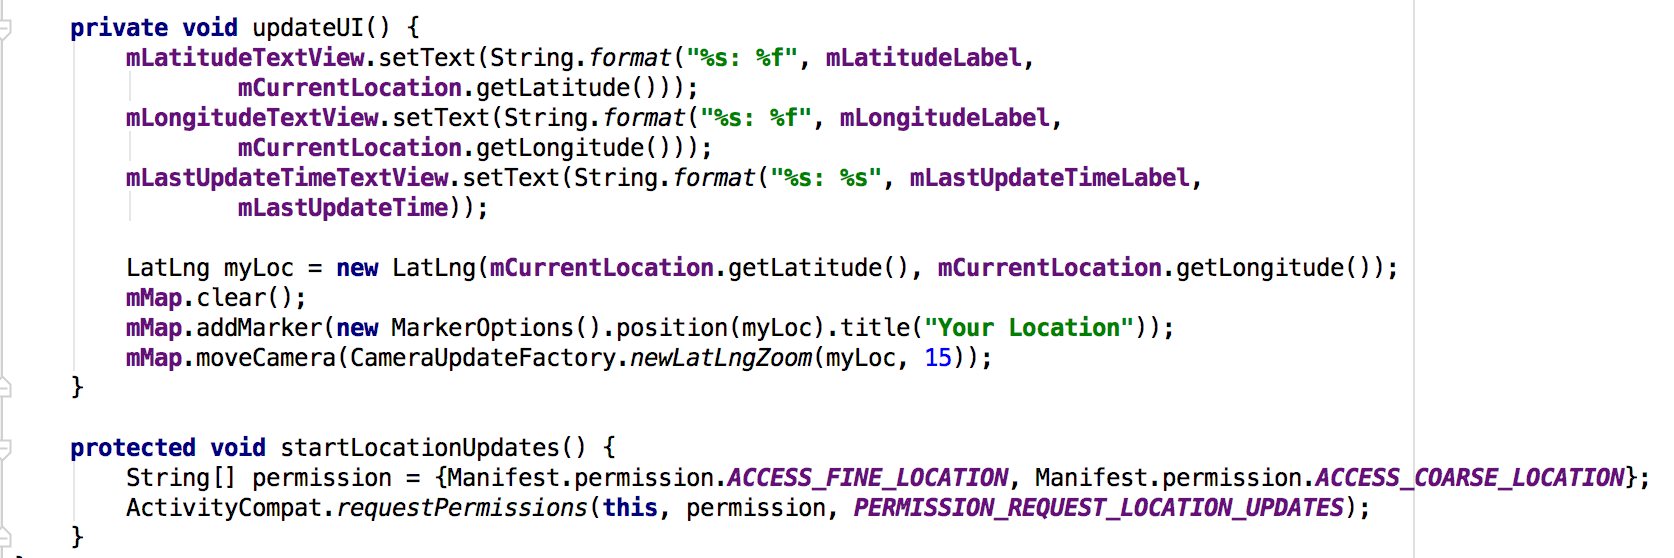 private void updateUI() {
mLatitudeTextView.setText(String.format("%s: %f", mLatitudeLabel,
mCurrentLocation.getLatitude()));
mLongitudeTextView.setText(String.format("%s: %f", mLongitudeLabel,
mCurrentLocation.getLongitude()));
mLastUpdateTimeTextView.setText(String.format("%s: %s", mLastUpdateTimeLabel,
mLastUpdateTime));
LatLng myLoc = new LatLng(mCurrentLocation.getLatitude(), mCurrentLocation.getLongitude());
mMap.clear();
mMap.addMarker(new MarkerOptions().position(myLoc).title("Your Location"));
mMap.moveCamera(CameraUpdateFactory.newLatLngZoom(myLoc, 15));
}
protected void startLocationUpdates() {
String[] permission = {Manifest.permission.ACCESS_FINE_LOCATION, Manifest.permission.ACCESS_COARSE_LOCATION};
ActivityCompat.requestPermissions(this, permission, PERMISSION_REQUEST_LOCATION_UPDATES);
}